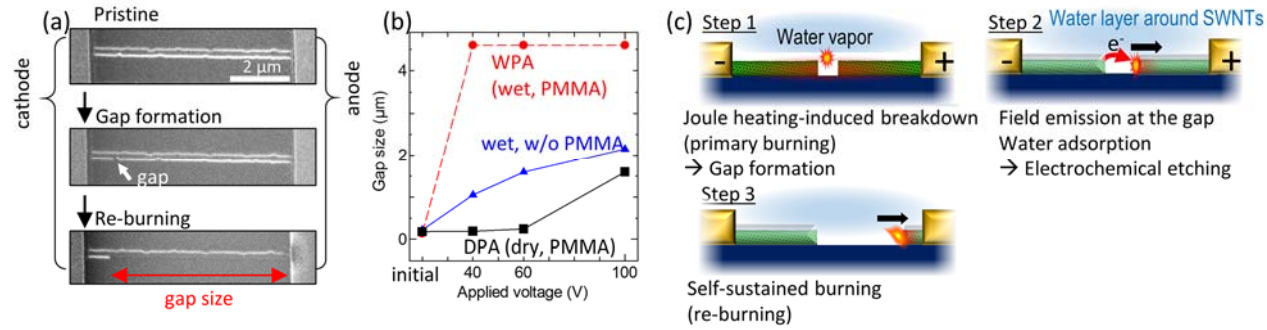 (a)
Pristine
2 μm
cathode
anode
Gap formation
gap
Re-burning
gap size
(b)
Gap size (μm)
4
2
0
WPA
(wet, PMMA)
wet, w/o PMMA
DPA (dry, PMMA)
initial 40 60 100
Applied voltage (V)
(c)
Step 1
Water vapor
- +
Joule heating-induced breakdown
(primary burning)
→ Gap formation
Step 2
Water layer around SWNTs
e-
- +
Field emission at the gap
Water adsorption
→ Electrochemical etching
Step 3
Self-sustained burning
(re-burning)